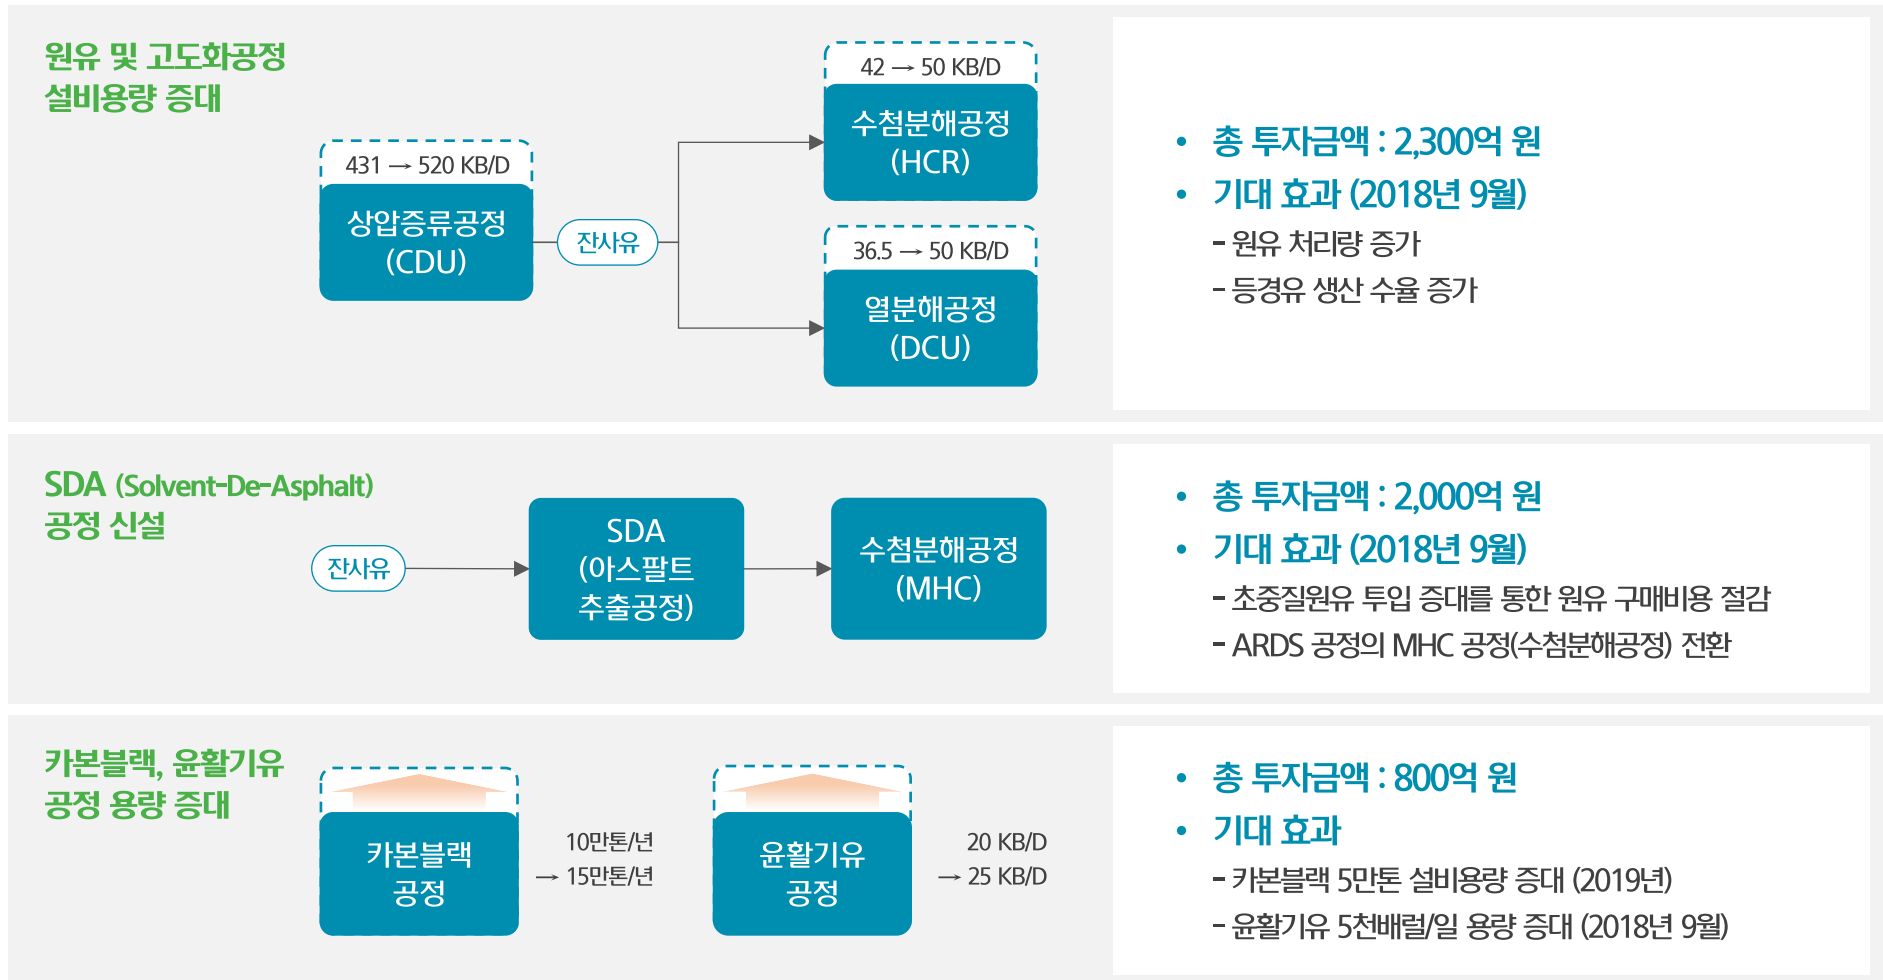 원유 및 고도화공정
설비용량 증대
431 → 520 KB/D
상압증류공정
(CDU)
잔사유
42 → 50 KB/D
수첨분해공정
(HCR)
36.5 → 50 KB/D
열분해공정
(DCU)
• 총 투자금액 : 2,300억 원
• 기대 효과 (2018년 9월)
- 원유 처리량 증가
- 등경유 생산 수율 증가
SDA (Solvent-De-Asphalt)
공정 신설
잔사유
SDA
(아스팔트
추출공정)
수첨분해공정
(MHC)
• 총 투자금액 : 2,000억 원
• 기대 효과 (2018년 9월)
- 초중질원유 투입 증대를 통한 원유 구매비용 절감
- ARDS 공정의 MHC 공정(수첨분해공정) 전환
카본블랙, 윤활기유
공정 용량 증대
카본블랙
공정
10만톤/년
→ 15만톤/년
윤활기유
공정
20 KB/D
→ 25 KB/D
• 총 투자금액 : 800억 원
• 기대 효과
- 카본블랙 5만톤 설비용량 증대 (2019년)
- 윤활기유 5천배럴/일 용량 증대 (2018년 9월)